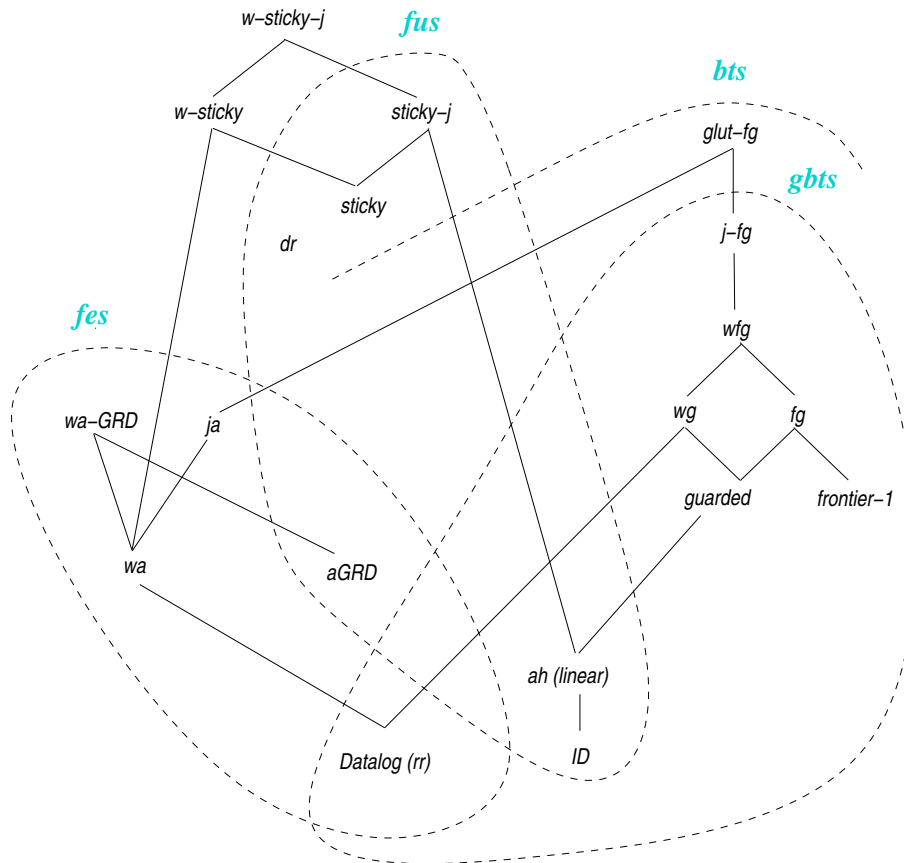 w-sticky-j
fus
bts
w-sticky
sticky-j
glut-fg
gbts
sticky
j-fg
dr
fes
wfg
wa-GRD
ja
wg
fg
guarded
frontier-1
wa
aGRD
ah (linear)
Datalog (rr)
ID